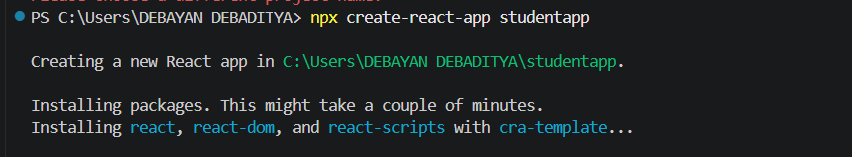 PS C:\Users\DEBAYAN DEBADITYA> npx create-react-app studentapp
Creating a new React app in C:\Users\DEBAYAN DEBADITYA\studentapp.
Installing packages. This might take a couple of minutes.
Installing react, react-dom, and react-scripts with cra-template...